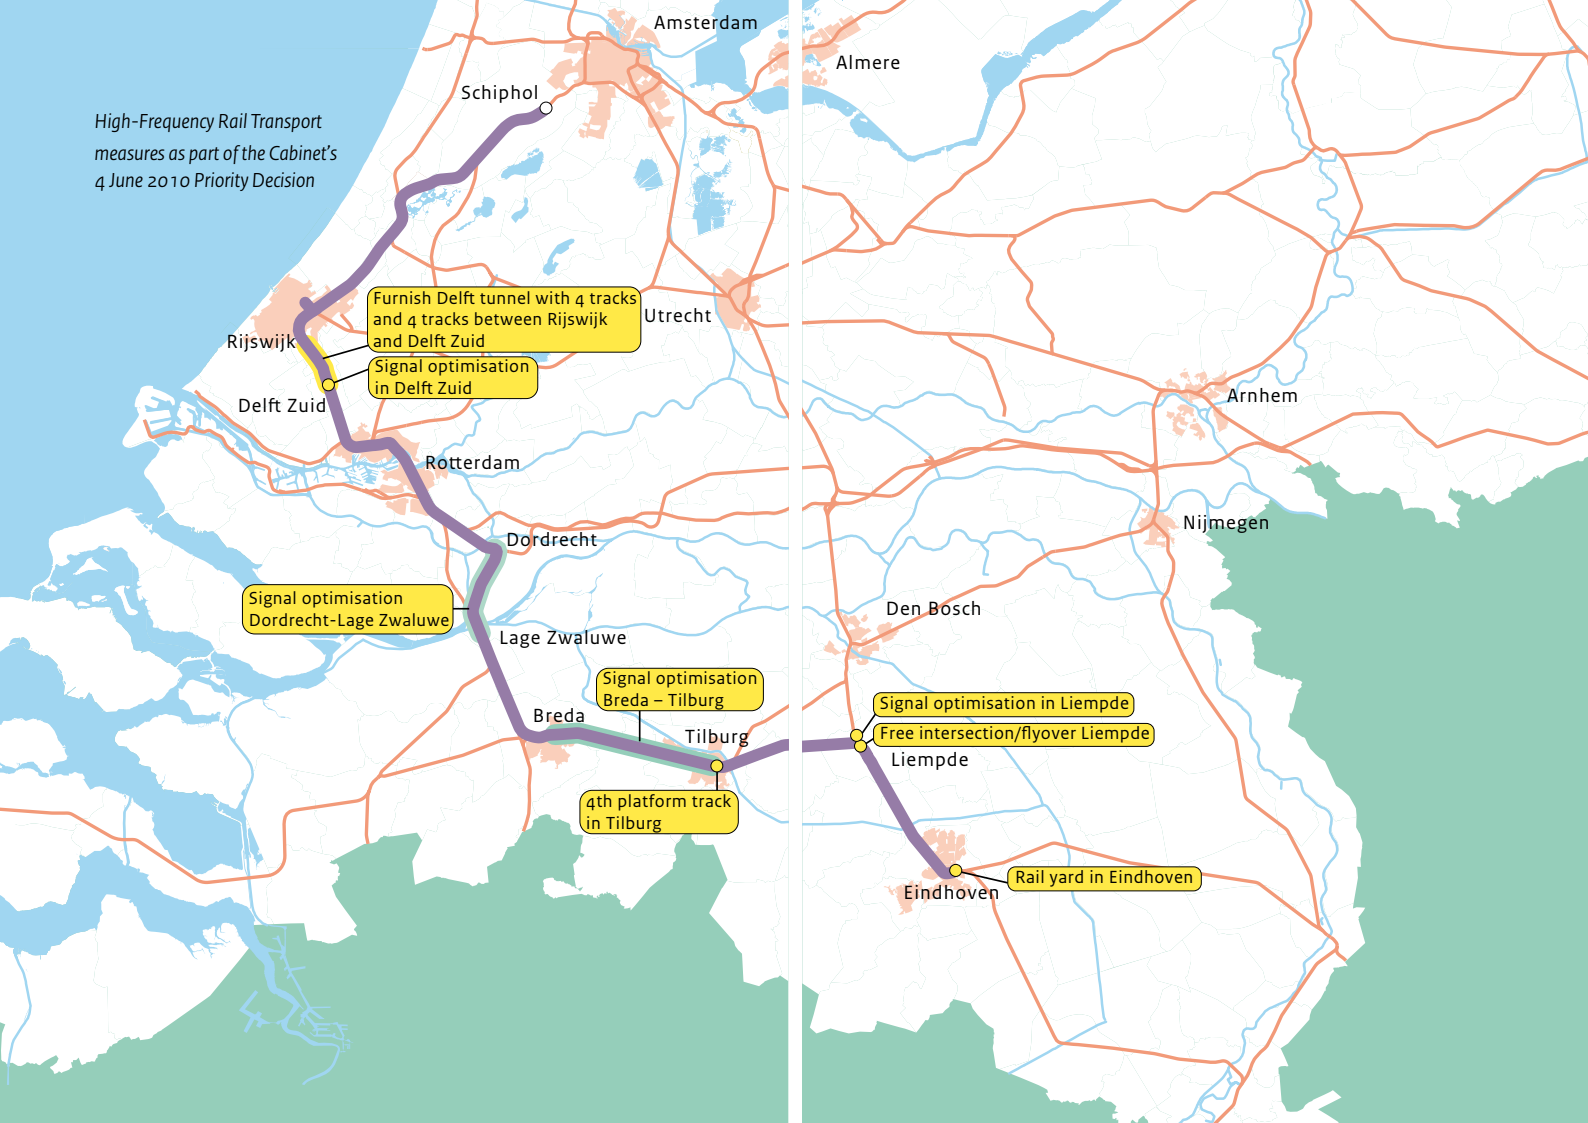 Amsterdam
Almere
Schiphol
High-Frequency Rail Transport
measures as part of the Cabinet's
4 June 2010 Priority Decision
Furnish Delft tunnel with 4 tracks
and 4 tracks between Rijswijk
and Delft Zuid
Utrecht
Rijswijk
Signal optimisation
in Delft Zuid
Delft Zuid
Arnhem
Rotterdam
Nijmegen
Dordrecht
Signal optimisation
Dordrecht-Lage Zwaluwe
Den Bosch
Lage Zwaluwe
Signal optimisation
Breda – Tilburg
Signal optimisation in Liempde
Breda
Tilburg
Free intersection/flyover Liempde
Liempde
4th platform track
in Tilburg
Rail yard in Eindhoven
Eindhoven